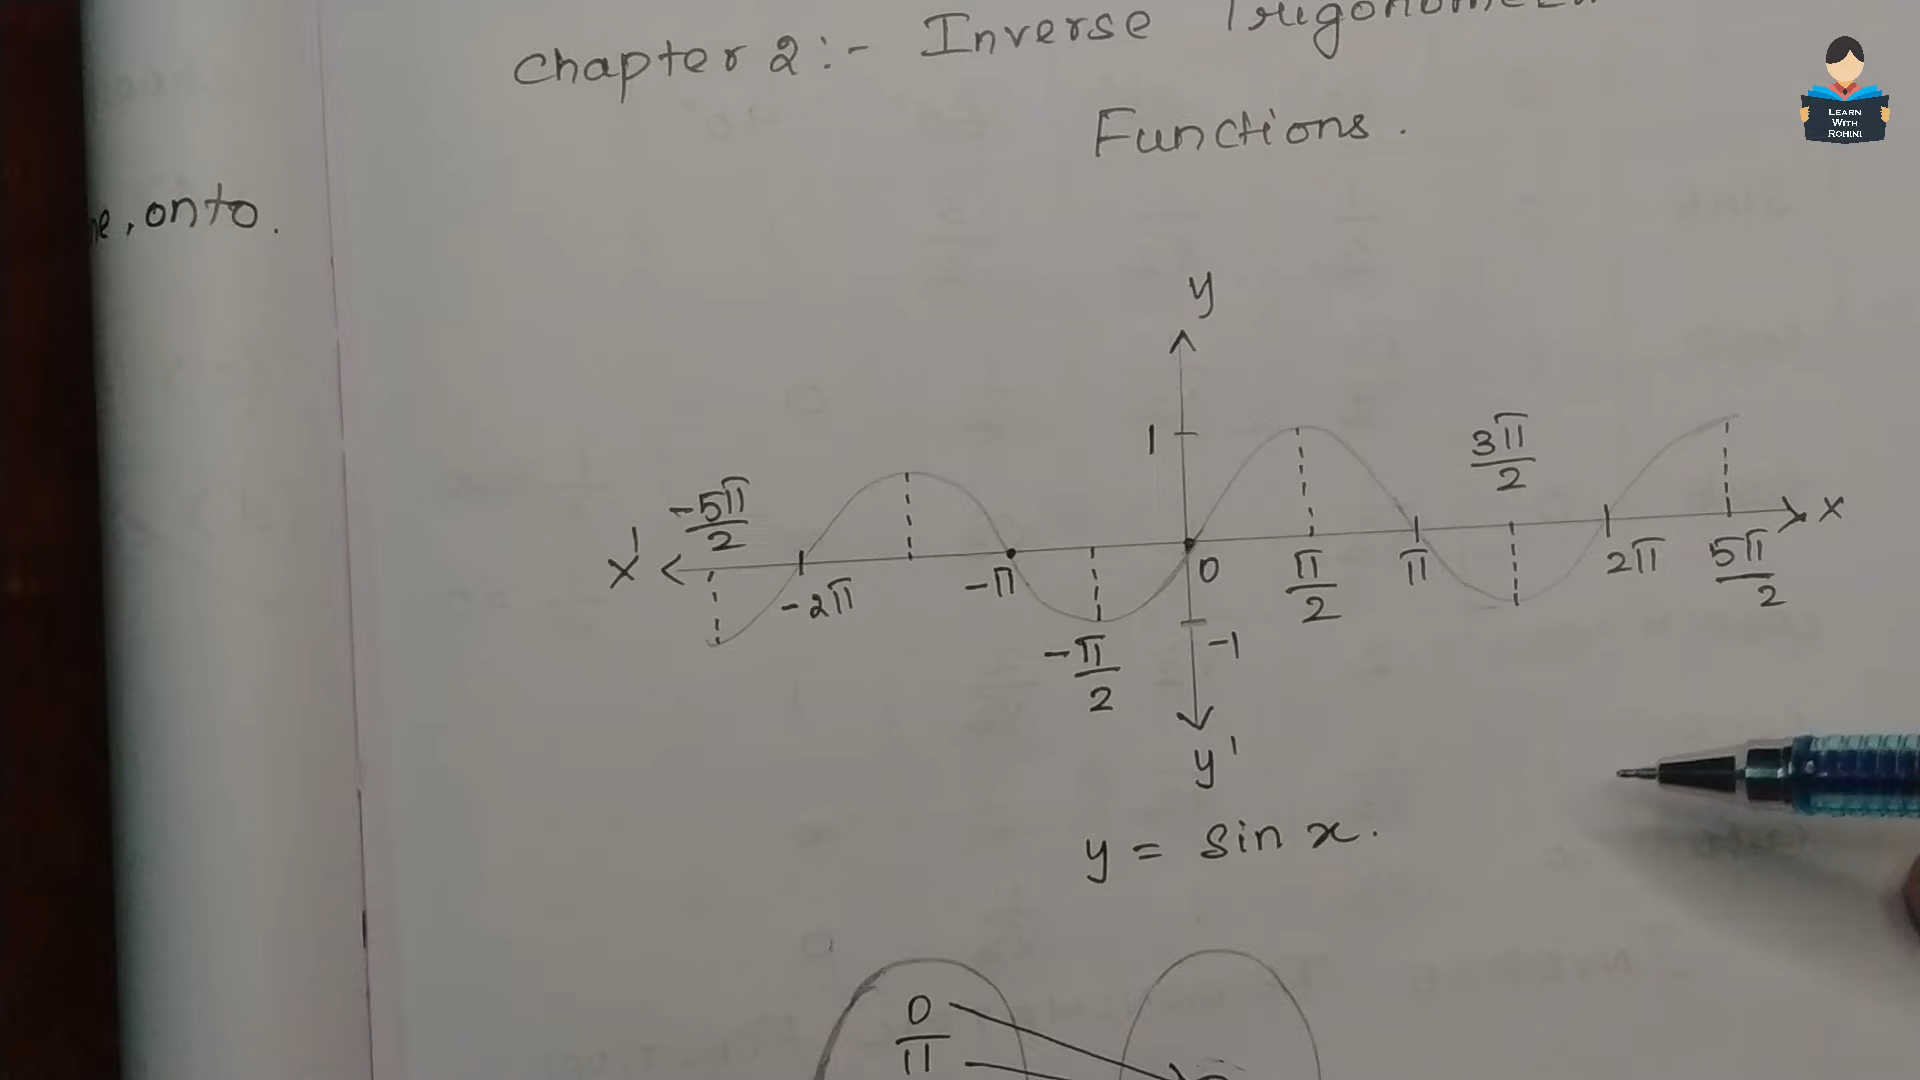 Chapter 2:- Inverse
Functions.
LEARN
WITH
ROHINI
, onto.
y
1
3π/2
-5π/2
x'
x
-2π
-π
0
π/2
π
2π
5π/2
-π/2
-1
y'
y = sin x.
0
π